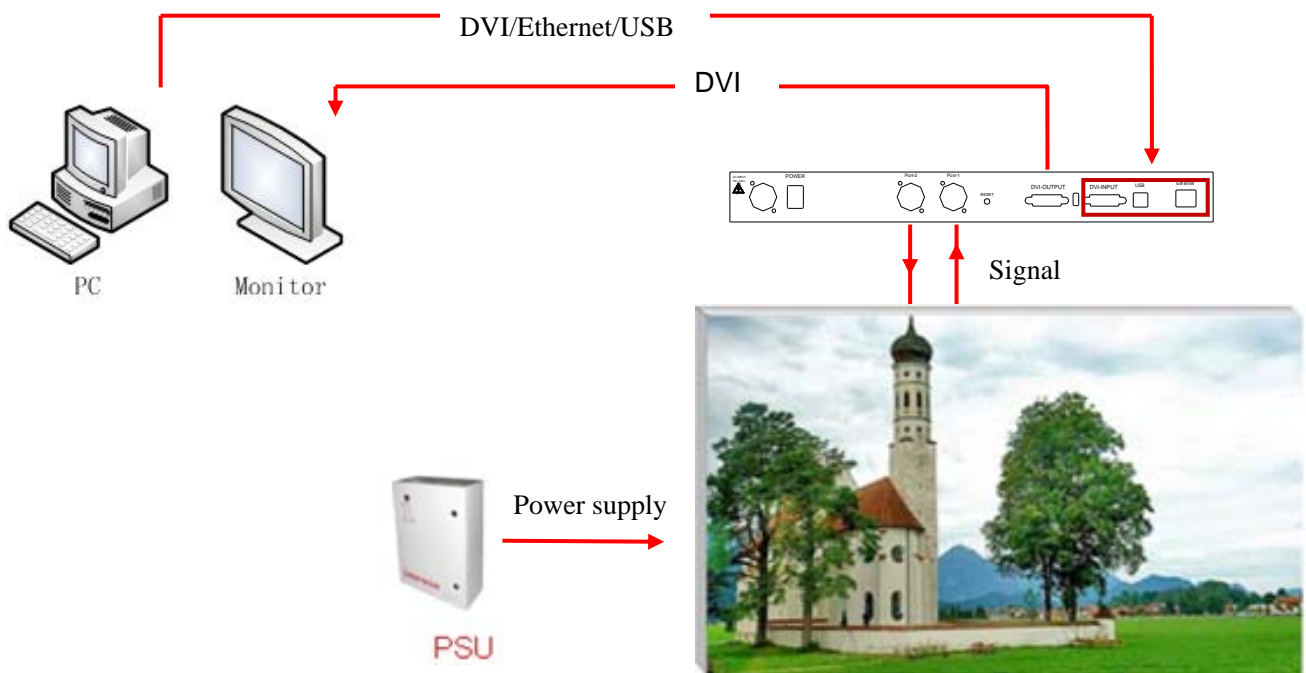 DVI/Ethernet/USB
DVI
POWER
Port-2
Port-1
RESET
DVI-OUTPUT
DVI-INPUT
USB
Ethernet
Signal
PC
Monitor
Power supply
PSU